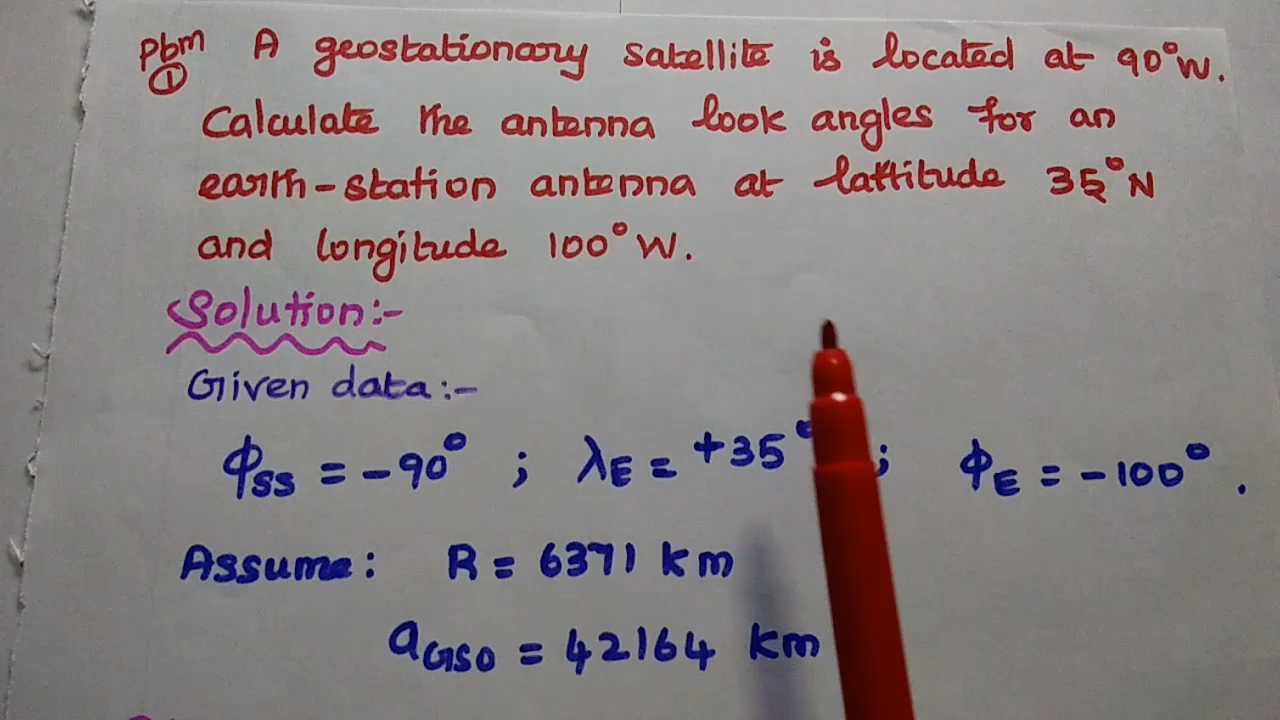 Pbm A geostationary satellite is located at 90°W.
① Calculate the antenna look angles for an
earth-station antenna at lattitude 35°N
and longitude 100°W.
Solution:-
Given data:-
ϕSS = -90° ; λE = +35° ; ϕE = -100° .
Assume: R = 6371 km
aGSO = 42164 km